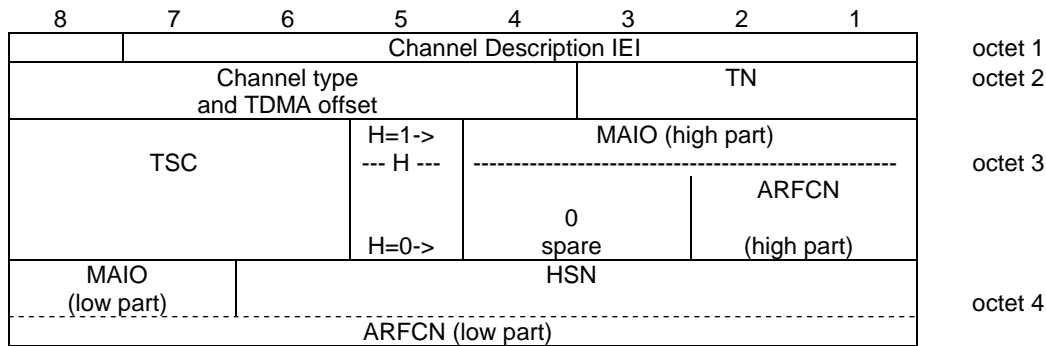 8 7 6 5 4 3 2 1
Channel Description IEI octet 1
Channel type TN octet 2
and TDMA offset
H=1-> MAIO (high part)
TSC --- H --- ---------------------------------------------------- octet 3
ARFCN
0
H=0-> spare (high part)
MAIO HSN
(low part) octet 4
ARFCN (low part)